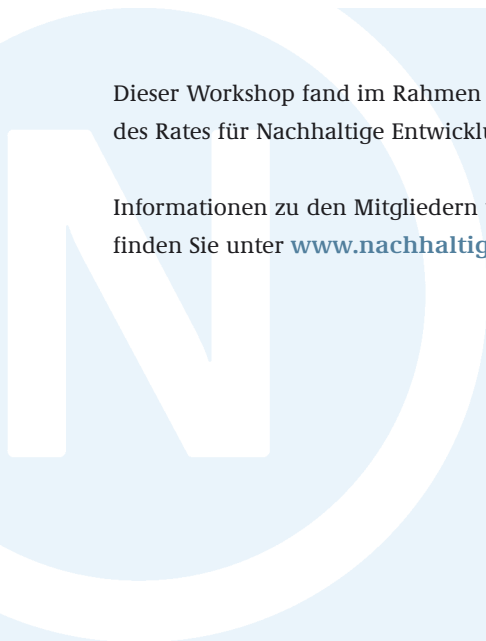 Dieser Workshop fand im Rahmen
des Rates für Nachhaltige Entwicklu
Informationen zu den Mitgliedern
finden Sie unter www.nachhaltig
N